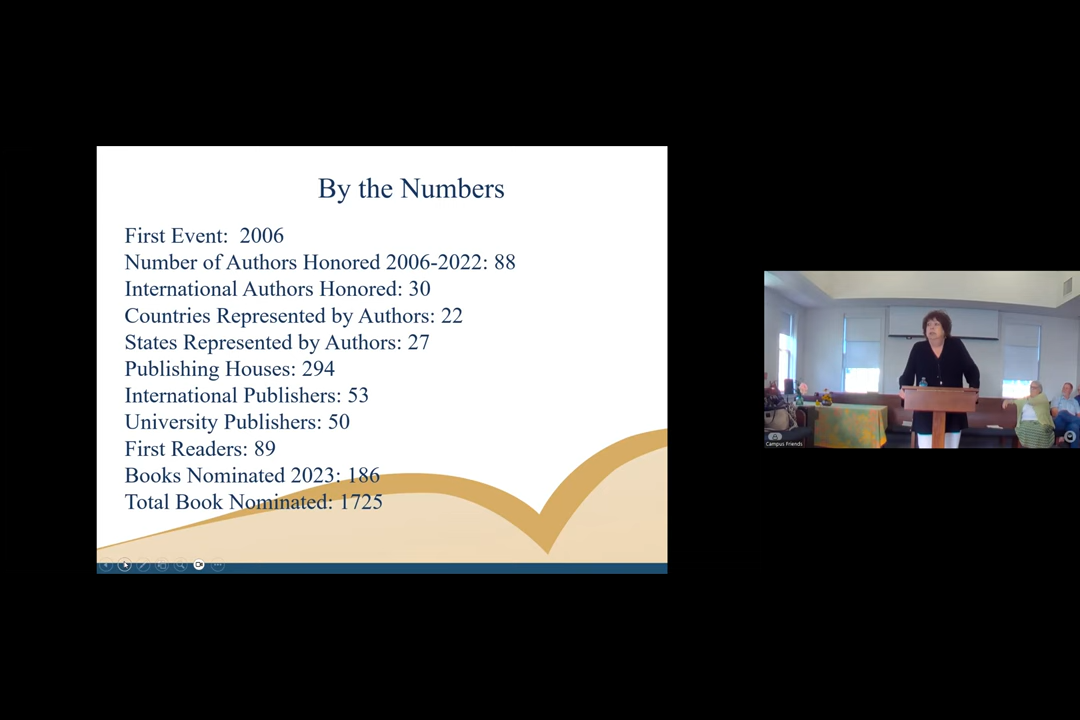 By the Numbers
First Event: 2006
Number of Authors Honored 2006-2022: 88
International Authors Honored: 30
Countries Represented by Authors: 22
States Represented by Authors: 27
Publishing Houses: 294
International Publishers: 53
University Publishers: 50
First Readers: 89
Books Nominated 2023: 186
Total Book Nominated: 1725
Campus Friends